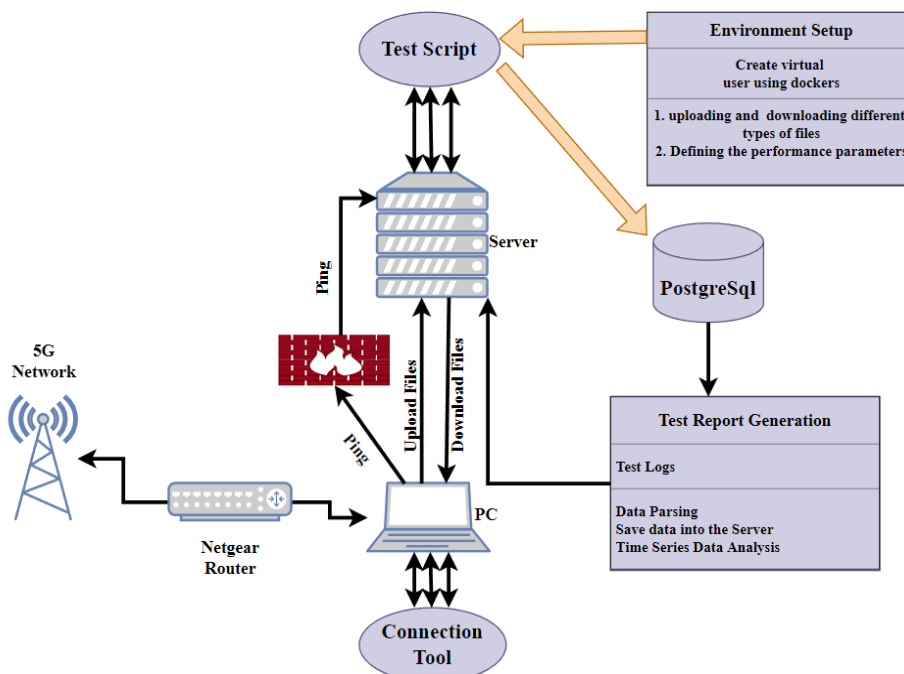 Test Script
Environment Setup
Create virtual
user using dockers
1. uploading and downloading different
types of files
2. Defining the performance parameters
Server
Ping
PostgreSql
5G
Network
Upload Files
Download Files
Ping
Test Report Generation
Test Logs
Data Parsing
Save data into the Server
Time Series Data Analysis
PC
Netgear
Router
Connection
Tool